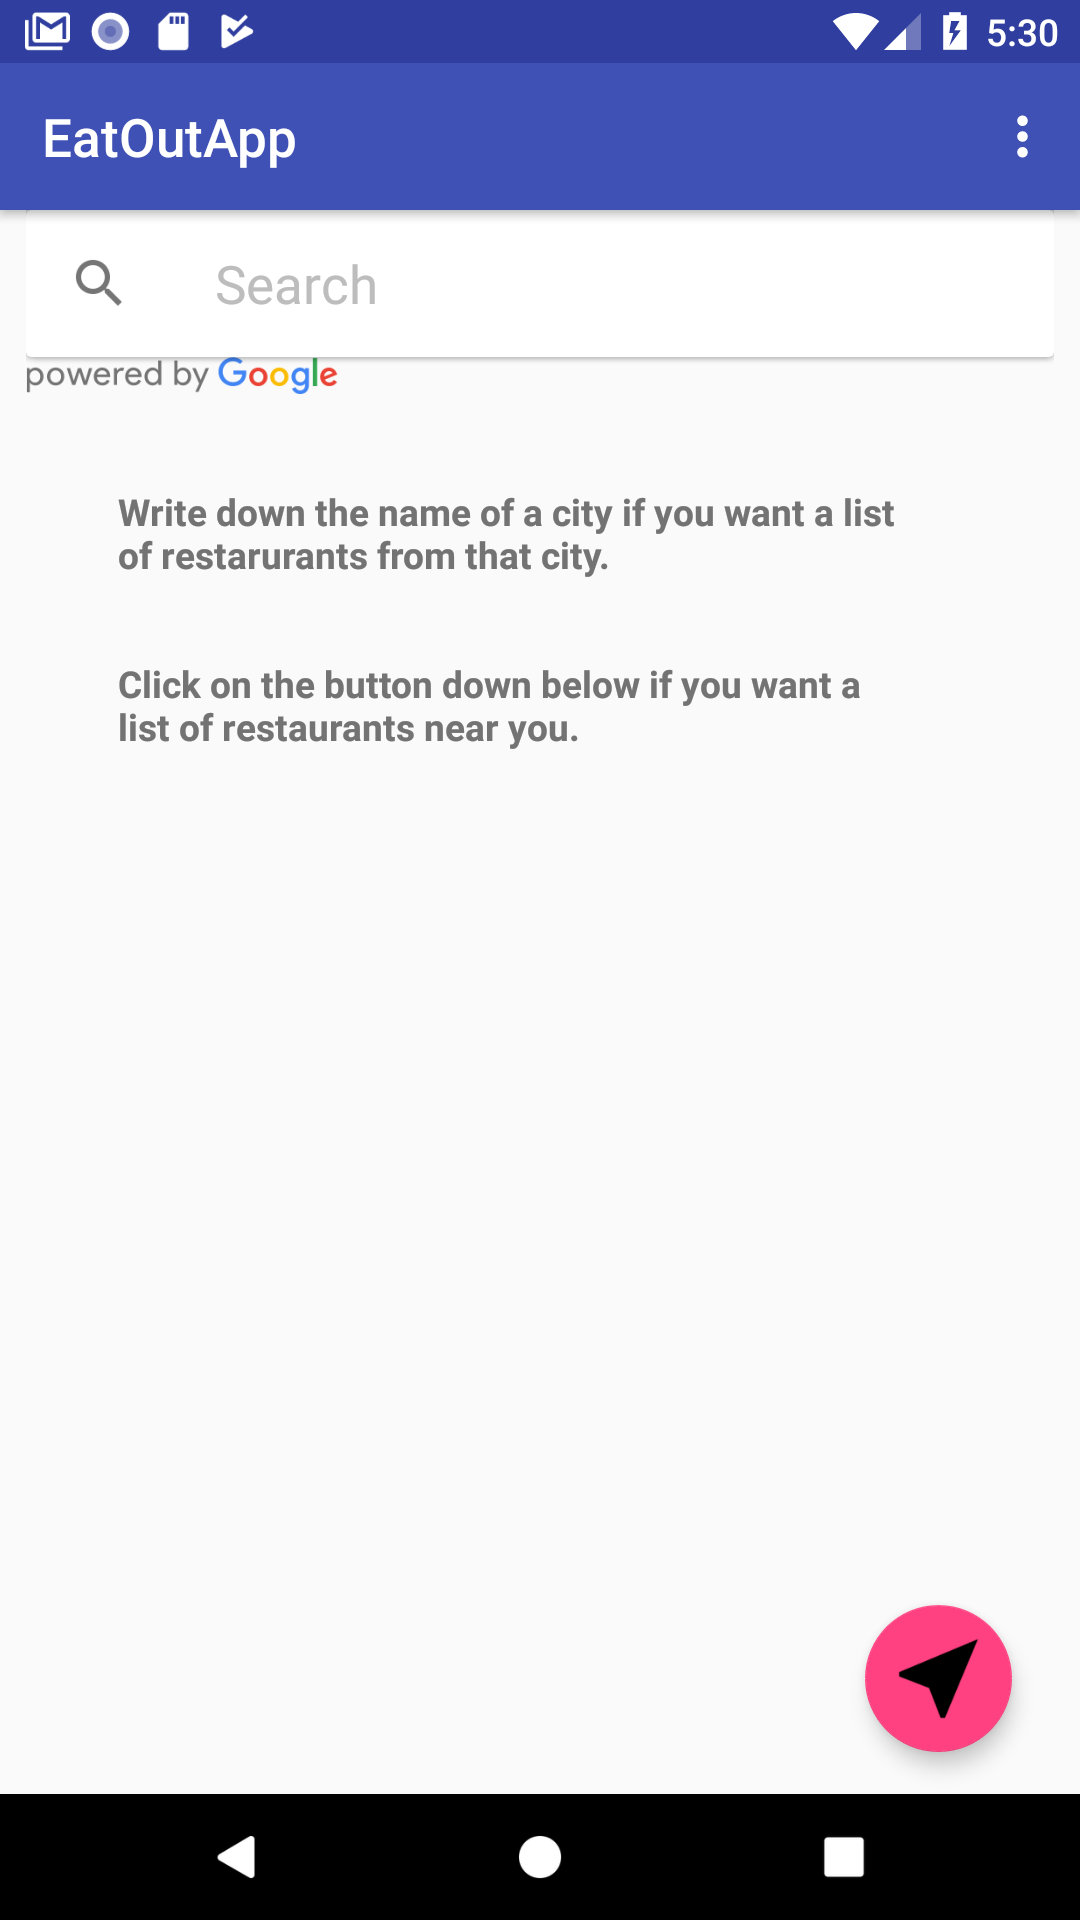 5:30
EatOutApp
Search
powered by Google
Write down the name of a city if you want a list
of restarurants from that city.
Click on the button down below if you want a
list of restaurants near you.